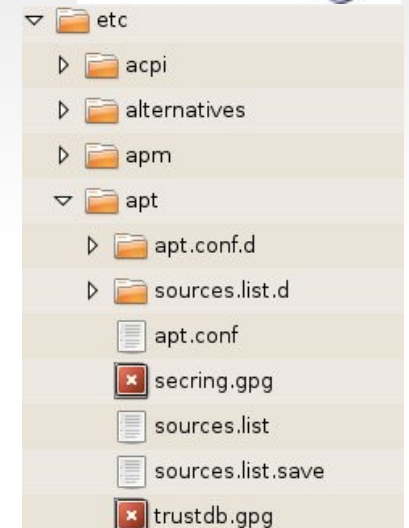 etc
acpi
alternatives
apm
apt
apt.conf.d
sources.list.d
apt.conf
secring.gpg
sources.list
sources.list.save
trustdb.gpg